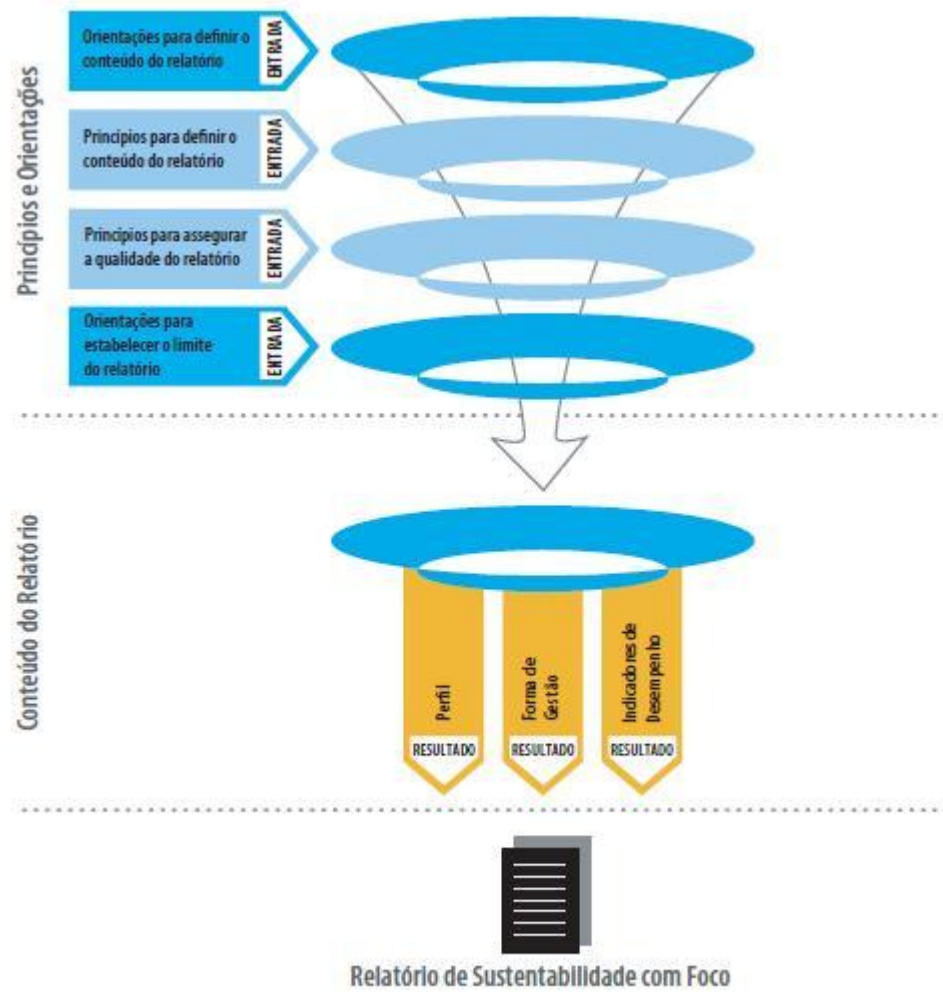 Princípios e Orientações
Orientações para definir o
conteúdo do relatório
ENTRADA
Princípios para definir o
conteúdo do relatório
ENTRADA
Princípios para assegurar
a qualidade do relatório
ENTRADA
Orientações para
estabelecer o limite
do relatório
ENTRADA
Conteúdo do Relatório
Perfil
RESULTADO
Forma de
Gestão
RESULTADO
Indicadores de
Desempenho
RESULTADO
Relatório de Sustentabilidade com Foco